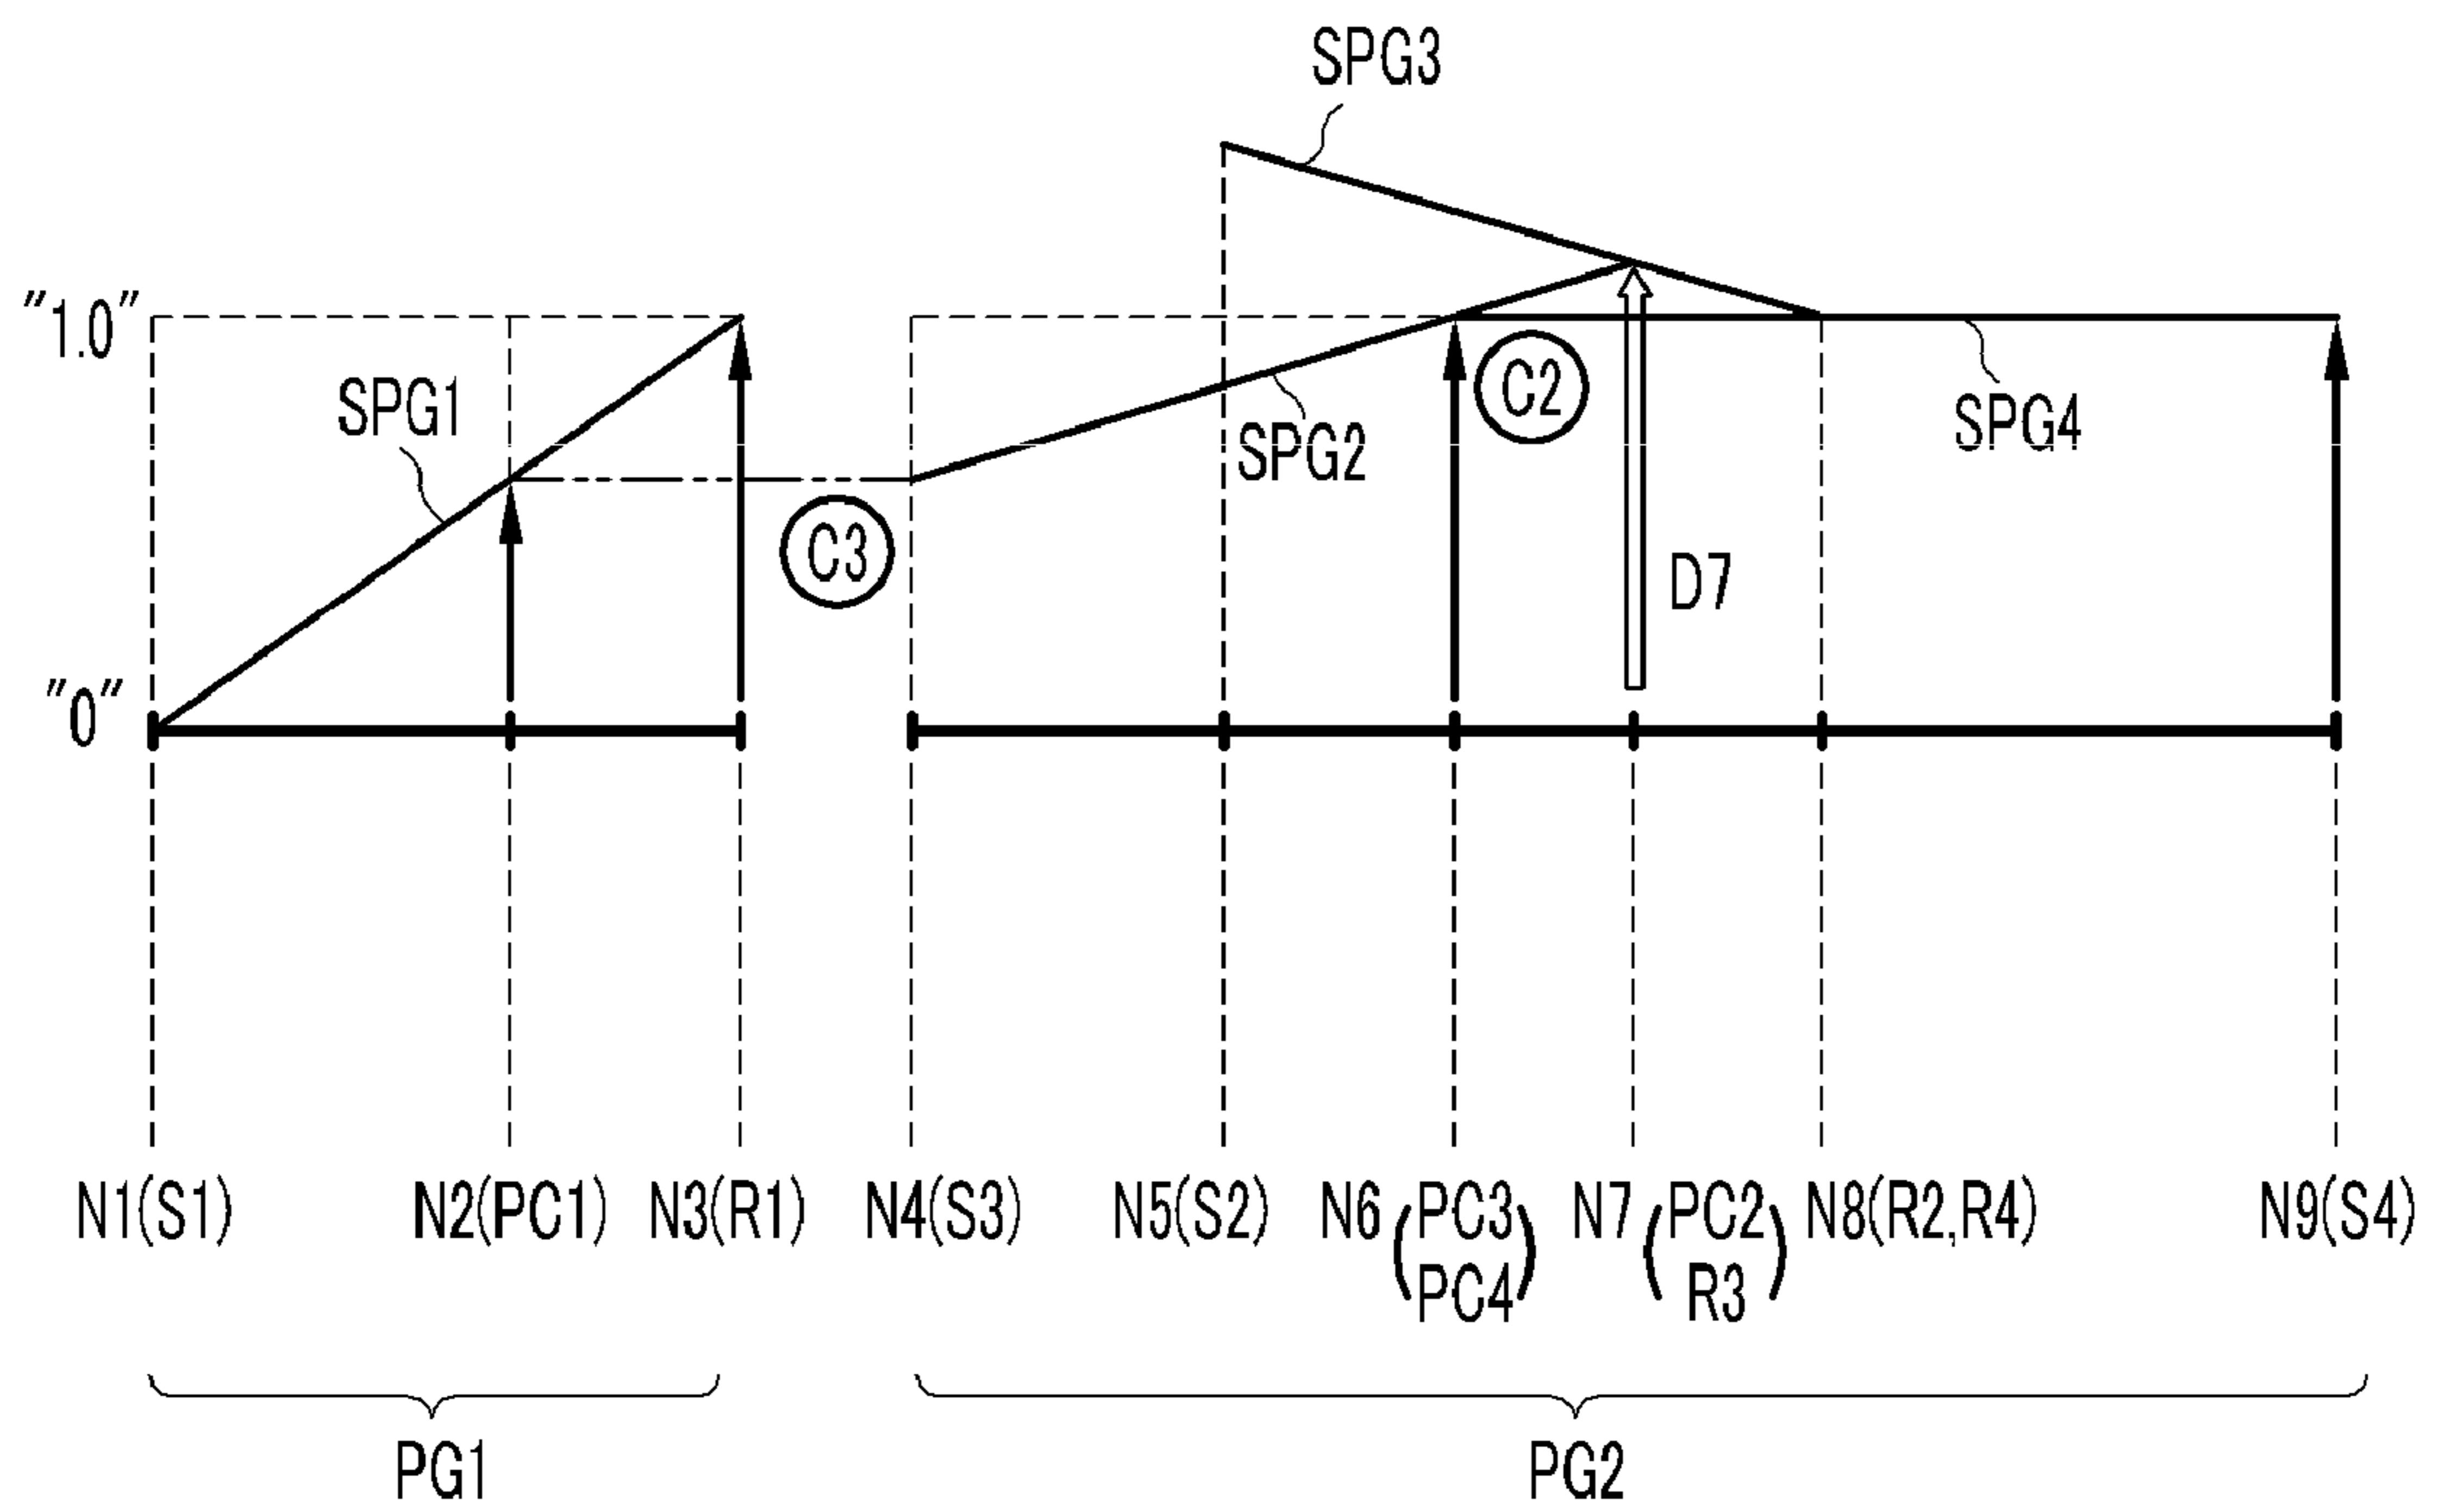 SPG3
"1.0"
SPG1
C2
SPG4
SPG2
C3
D7
"0"
N1(S1) N2(PC1) N3(R1) N4(S3) N5(S2) N6(PC3 PC4) N7(PC2 R3) N8(R2,R4) N9(S4)
PG1 PG2